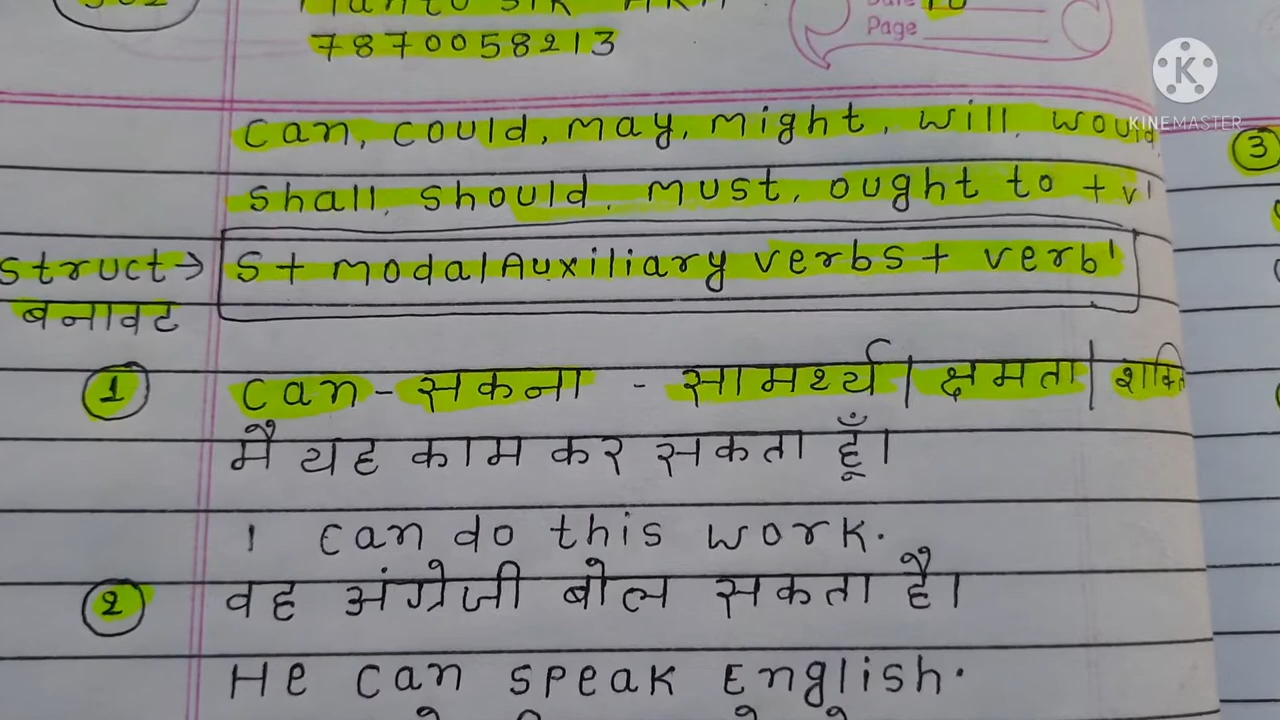 7870058213
Page
K
KINEMASTER
can, could, may, might, will, would,
shall, should, must, ought to + v1
Struct→ S + modal Auxiliary verbs + verb1
बनावट
1 can - सकना - सामर्थ्य | क्षमता | शक्ति
मै यह काम कर सकता हूँ।
I can do this work.
2 वह अंग्रेजी बोल सकता है।
He can speak English.
3